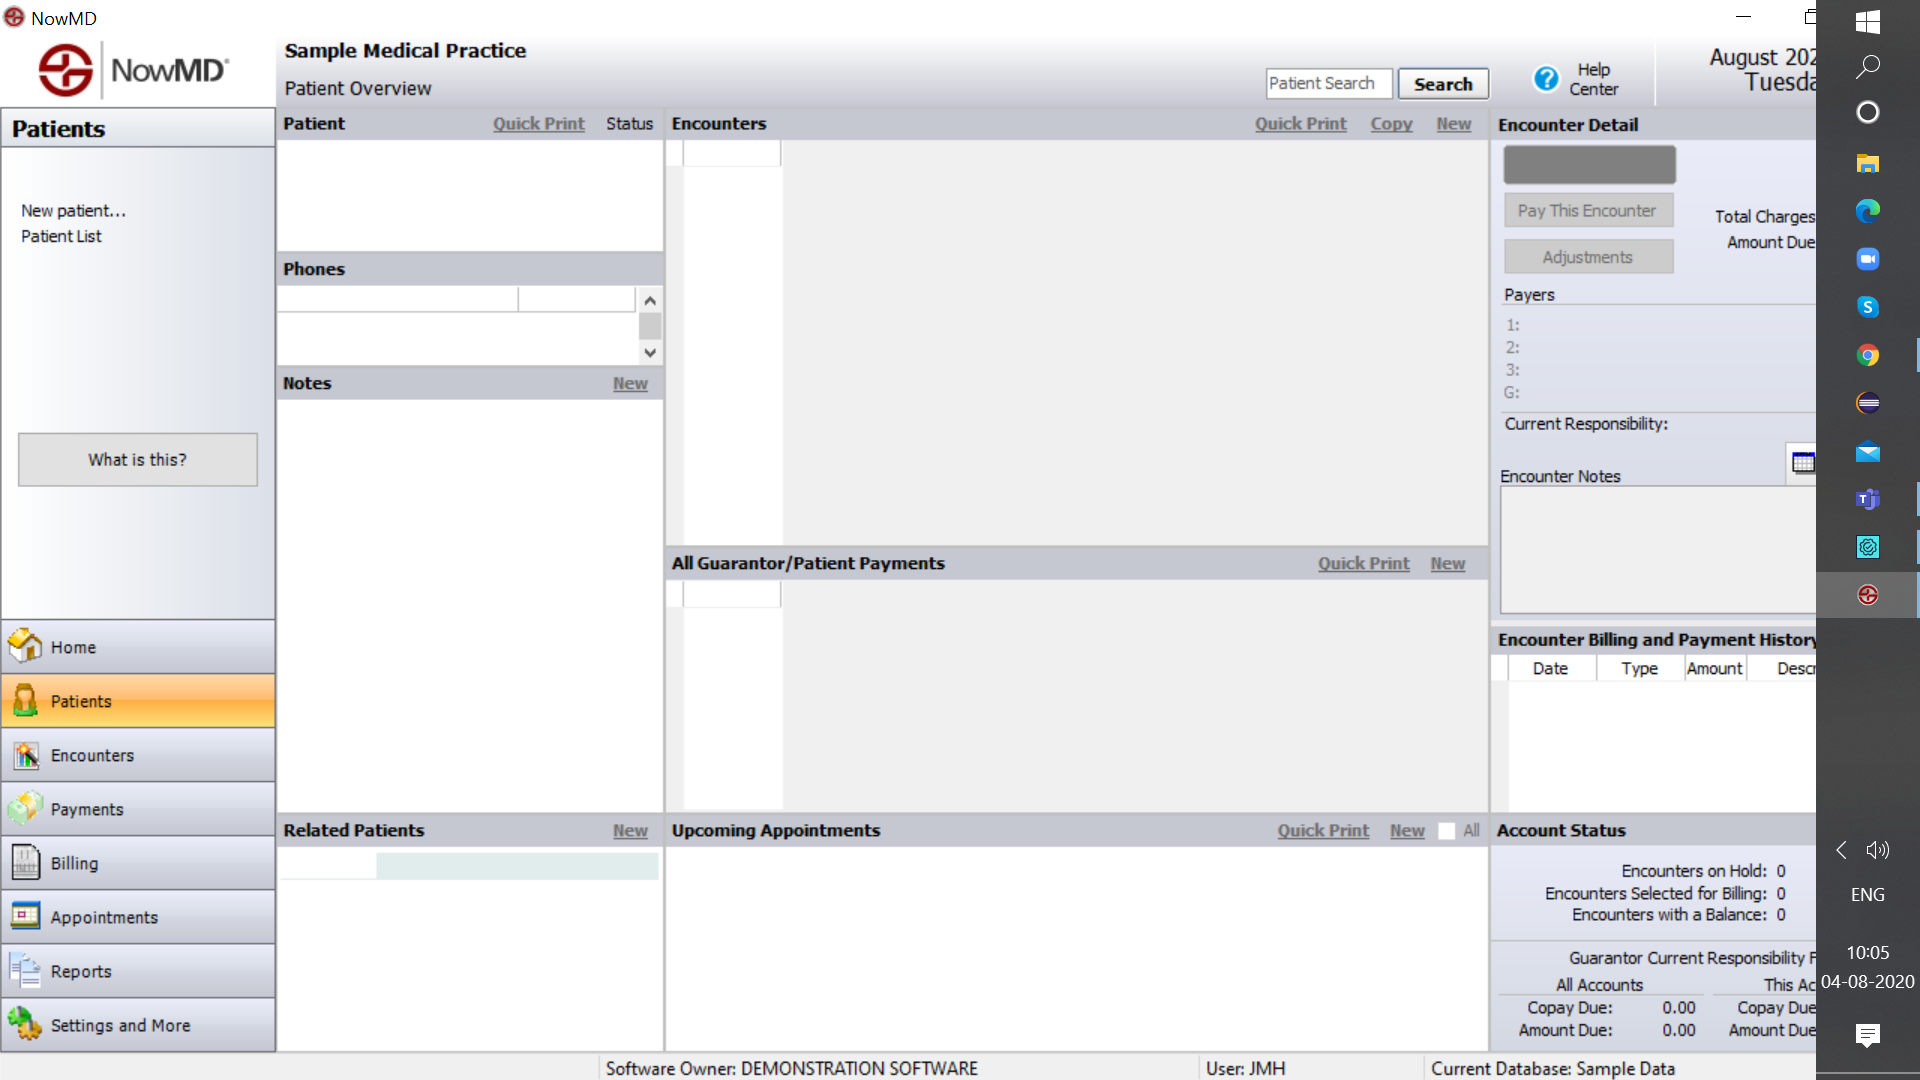 NowMD
NowMD®
Sample Medical Practice
Patient Overview
Patient Search
Search
Help
Center
August 202
Tuesda
Patients
New patient...
Patient List
What is this?
Home
Patients
Encounters
Payments
Billing
Appointments
Reports
Settings and More
Patient Quick Print Status
Phones
Notes New
Related Patients New
Encounters Quick Print Copy New
All Guarantor/Patient Payments Quick Print New
Upcoming Appointments Quick Print New All
Encounter Detail
Pay This Encounter
Total Charges
Amount Due
Adjustments
Payers
1:
2:
3:
G:
Current Responsibility:
Encounter Notes
Encounter Billing and Payment History
Date Type Amount Descr
Account Status
Encounters on Hold: 0
Encounters Selected for Billing: 0
Encounters with a Balance: 0
Guarantor Current Responsibility F
All Accounts This Ac
Copay Due: 0.00 Copay Due
Amount Due: 0.00 Amount Due
Software Owner: DEMONSTRATION SOFTWARE User: JMH Current Database: Sample Data
ENG
10:05
04-08-2020